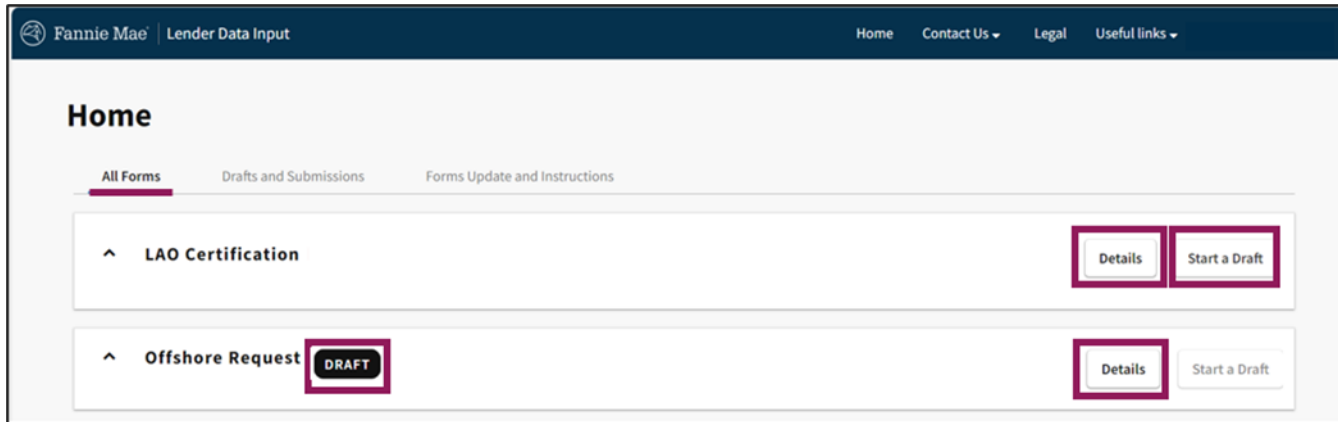 Fannie Mae | Lender Data Input Home Contact Us Legal Useful links
Home
All Forms Drafts and Submissions Forms Update and Instructions
LAO Certification Details Start a Draft
Offshore Request DRAFT Details Start a Draft